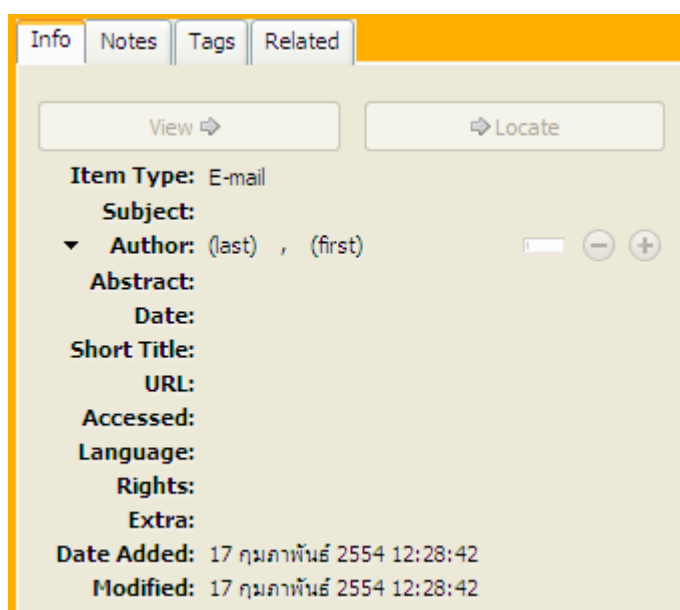 Info Notes Tags Related
View Locate
Item Type: E-mail
Subject:
Author: (last) , (first)
Abstract:
Date:
Short Title:
URL:
Accessed:
Language:
Rights:
Extra:
Date Added: 17 กุมภาพันธ์ 2554 12:28:42
Modified: 17 กุมภาพันธ์ 2554 12:28:42